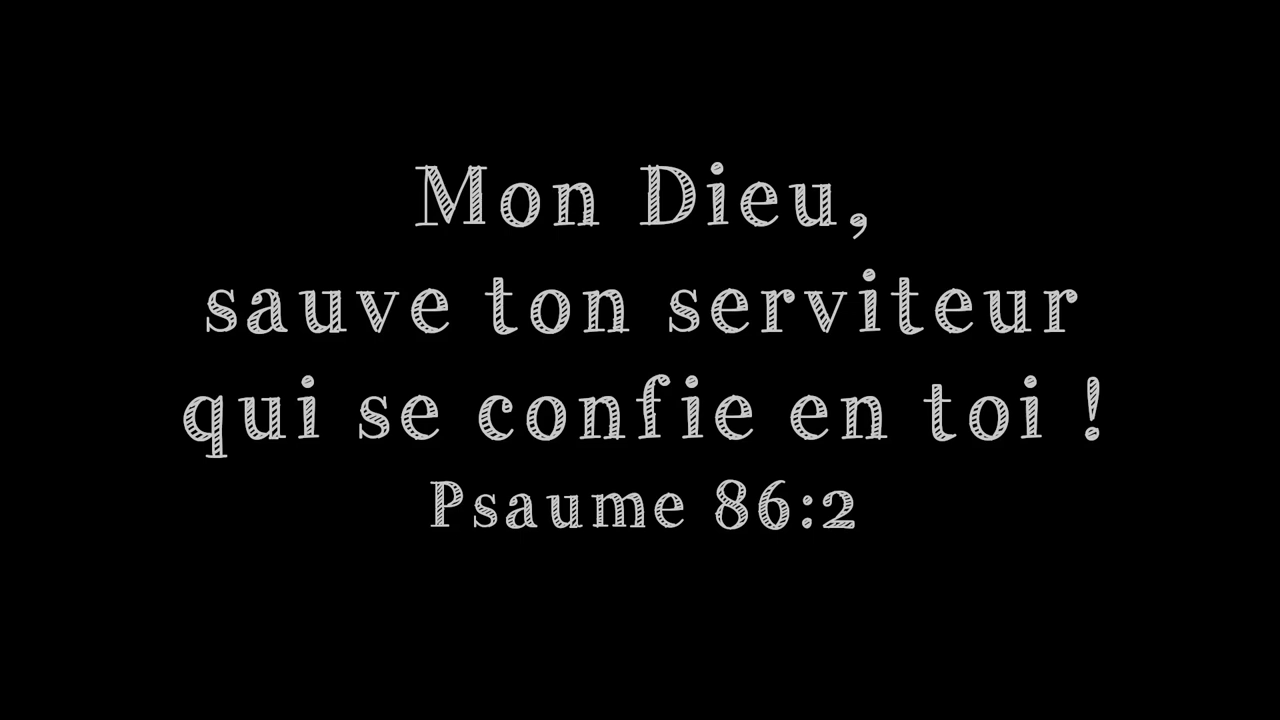 Mon Dieu,
sauve ton serviteur
qui se confie en toi !
Psaume 86:2